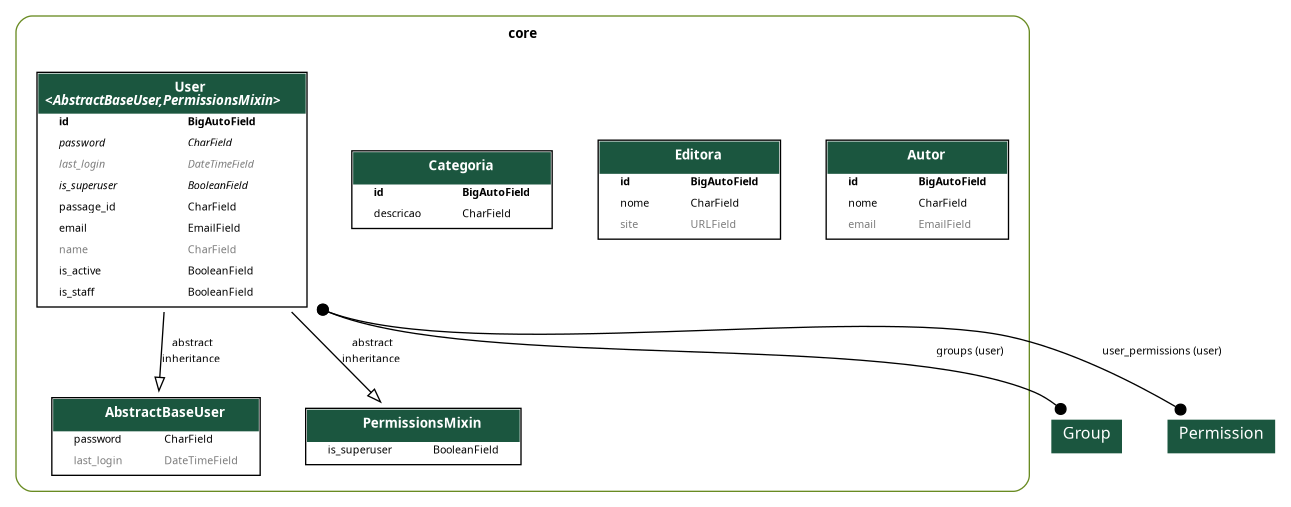 core
User
<AbstractBaseUser,PermissionsMixin>
id BigAutoField
password CharField
last_login DateTimeField
is_superuser BooleanField
passage_id CharField
email EmailField
name CharField
is_active BooleanField
is_staff BooleanField
Categoria
id BigAutoField
descricao CharField
Editora
id BigAutoField
nome CharField
site URLField
Autor
id BigAutoField
nome CharField
email EmailField
abstract
inheritance
abstract
inheritance
groups (user)
user_permissions (user)
AbstractBaseUser
password CharField
last_login DateTimeField
PermissionsMixin
is_superuser BooleanField
Group
Permission